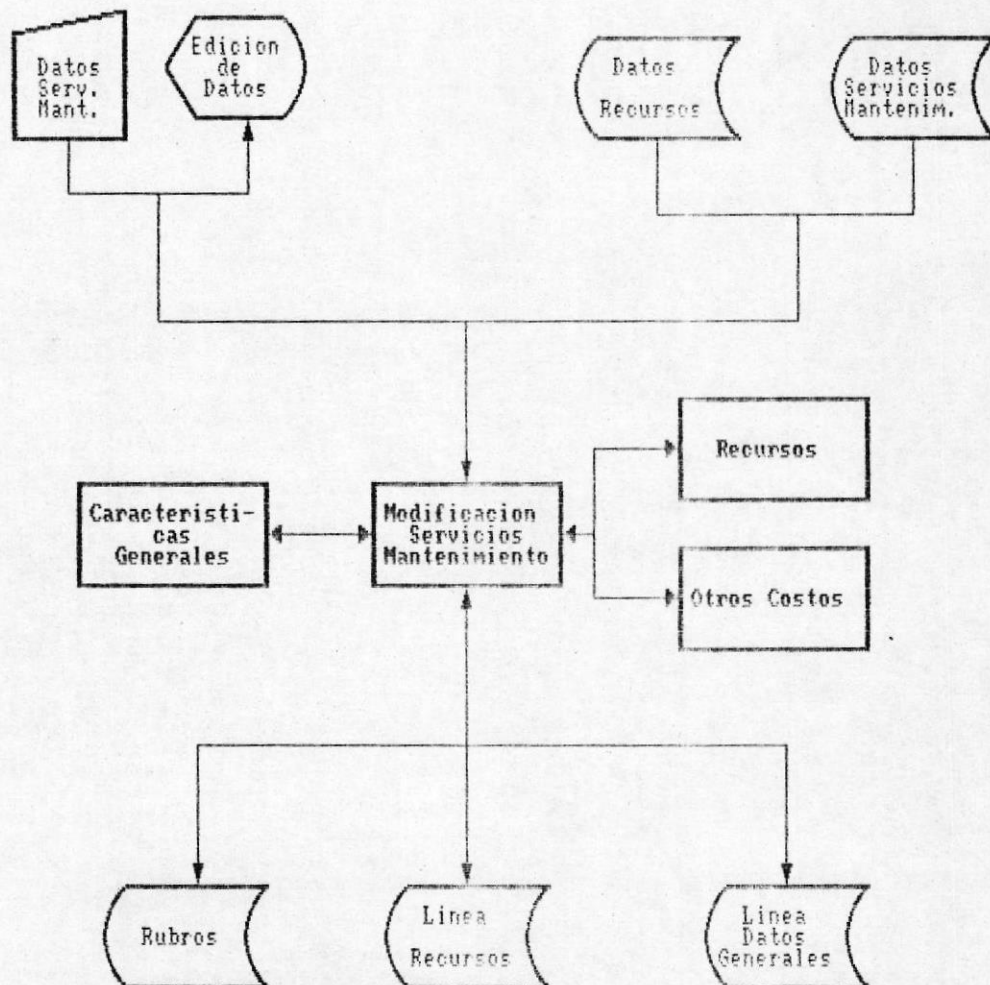 Datos
Serv.
Mant.
Edicion
de
Datos
Datos
Recursos
Datos
Servicios
Mantenim.
Recursos
Caracteristi-
cas
Generales
Modificacion
Servicios
Mantenimiento
Otros Costos
Rubros
Linea
Recursos
Linea
Datos
Generales